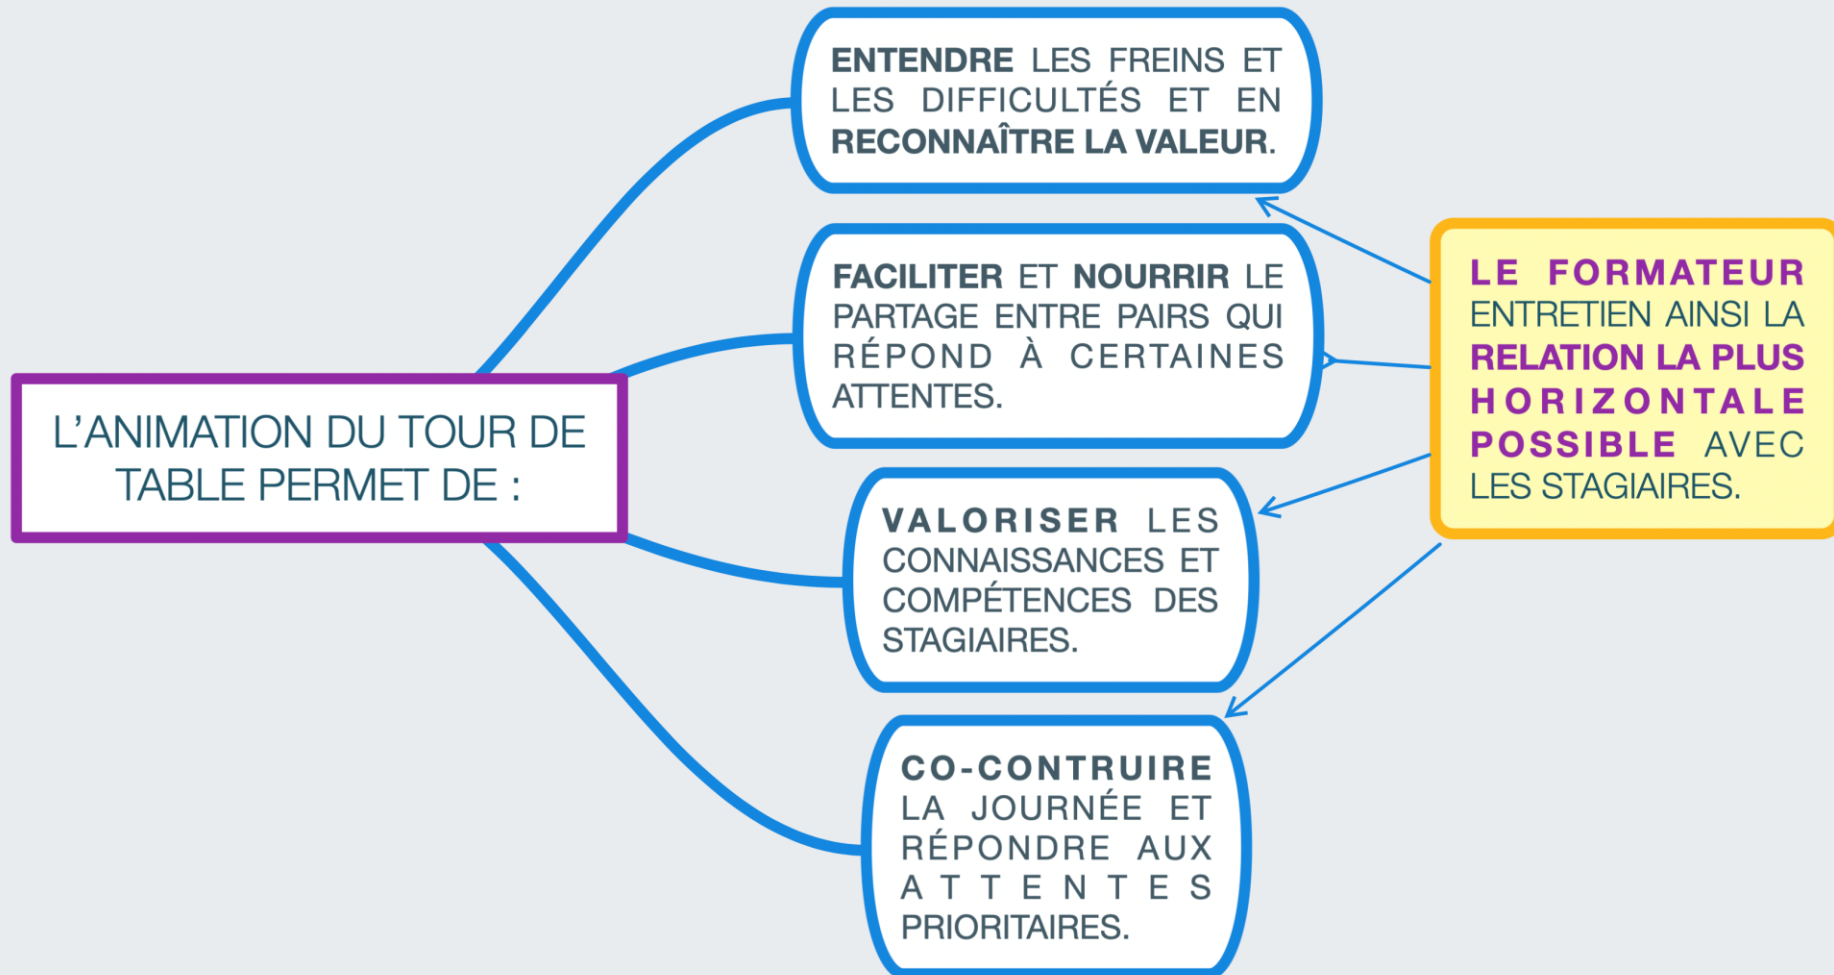 L'ANIMATION DU TOUR DE
TABLE PERMET DE :
ENTENDRE LES FREINS ET
LES DIFFICULTÉS ET EN
RECONNAÎTRE LA VALEUR.
FACILITER ET NOURRIR LE
PARTAGE ENTRE PAIRS QUI
RÉPOND À CERTAINES
ATTENTES.
VALORISER LES
CONNAISSANCES ET
COMPÉTENCES DES
STAGIAIRES.
CO-CONTRUIRE
LA JOURNÉE ET
RÉPONDRE AUX
ATTENTES
PRIORITAIRES.
LE FORMATEUR
ENTRETIEN AINSI LA
RELATION LA PLUS
HORIZONTALE
POSSIBLE AVEC
LES STAGIAIRES.